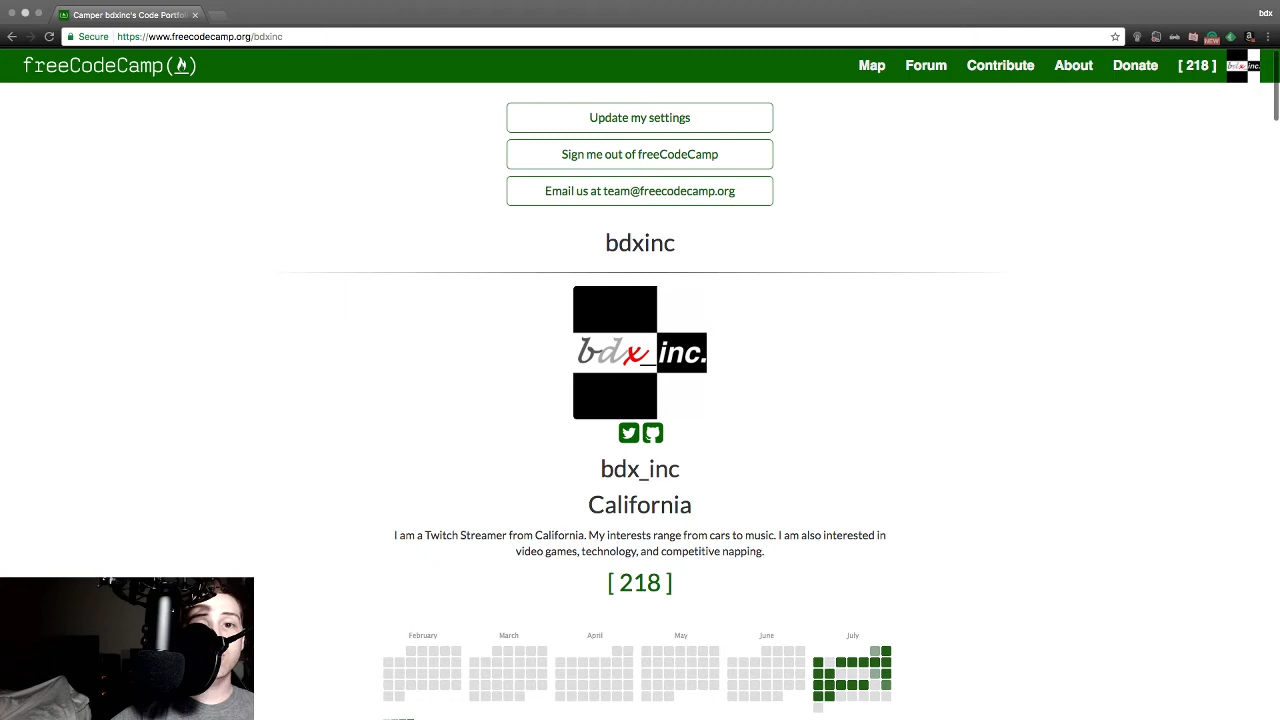 Camper bdxinc's Code Portfoli
bdx
Secure https://www.freecodecamp.org/bdxinc
NEW
freeCodeCamp Map Forum Contribute About Donate [ 218 ] bdx_inc.
Update my settings
Sign me out of freeCodeCamp
Email us at team@freecodecamp.org
bdxinc
bdx_inc.
bdx_inc
California
I am a Twitch Streamer from California. My interests range from cars to music. I am also interested in
video games, technology, and competitive napping.
[ 218 ]
February March April May June July